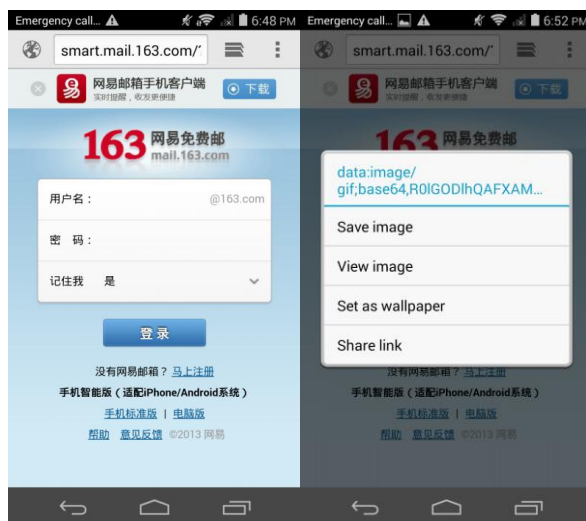 Emergency call...
6:48 PM
smart.mail.163.com/
网易邮箱手机客户端
实时提醒，收发更便捷
下载
163 网易免费邮
mail.163.com
用户名：
@163.com
密 码：
记住我 是
登录
没有网易邮箱？马上注册
手机智能版（适配iPhone/Android系统）
手机标准版 | 电脑版
帮助 意见反馈 ©2013 网易
Emergency call...
6:52 PM
smart.mail.163.com/
网易邮箱手机客户端
实时提醒，收发更便捷
下载
163 网易免费邮
data:image/
gif;base64,R0lGODlhQAFXAM...
Save image
View image
Set as wallpaper
Share link
没有网易邮箱？马上注册
手机智能版（适配iPhone/Android系统）
手机标准版 | 电脑版
帮助 意见反馈 ©2013 网易